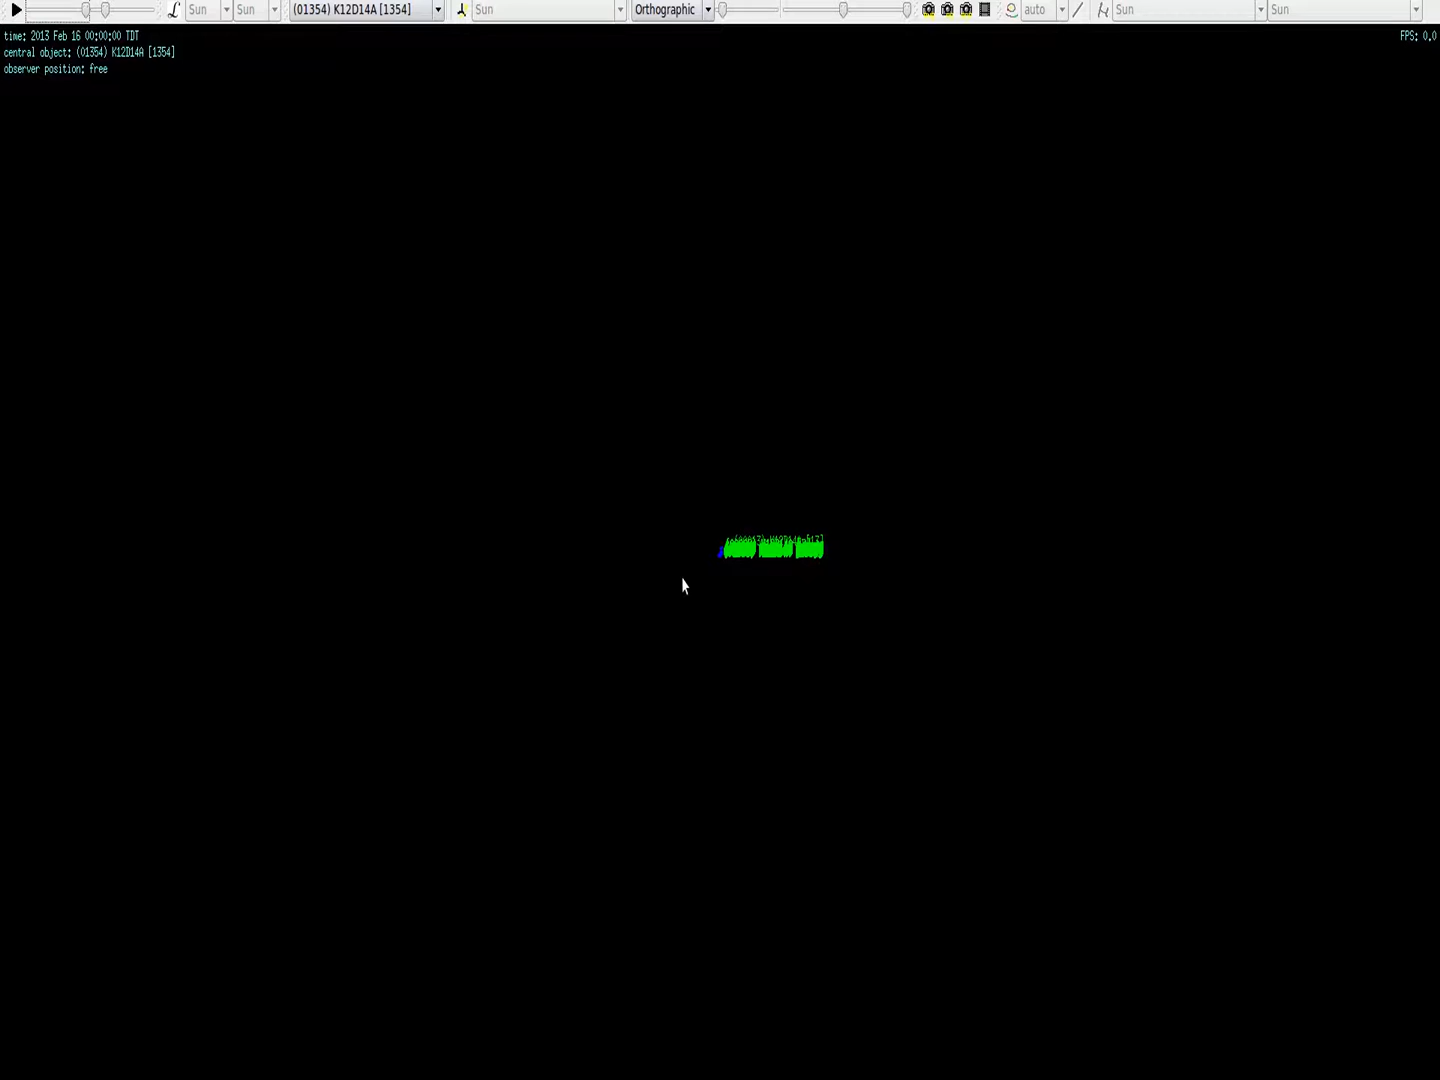 Sun Sun (01354) K12D14A [1354] Sun Orthographic auto Sun Sun
time: 2013 Feb 16 00:00:00 TDT
FPS: 0.0
central object: (01354) K12D14A [1354]
observer position: free